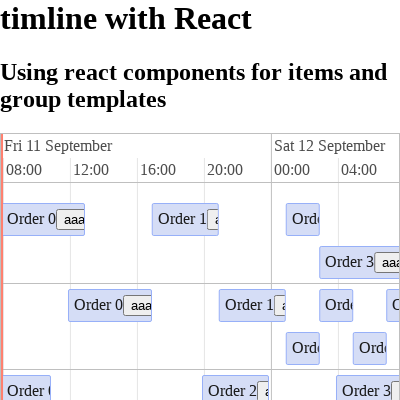 timline with React
Using react components for items and
group templates
Fri 11 September Sat 12 September
08:00 12:00 16:00 20:00 00:00 04:00
Order 0 aaa Order 1
Order 3
Order 0 aaa Order 1
Order Order 2 Order 3